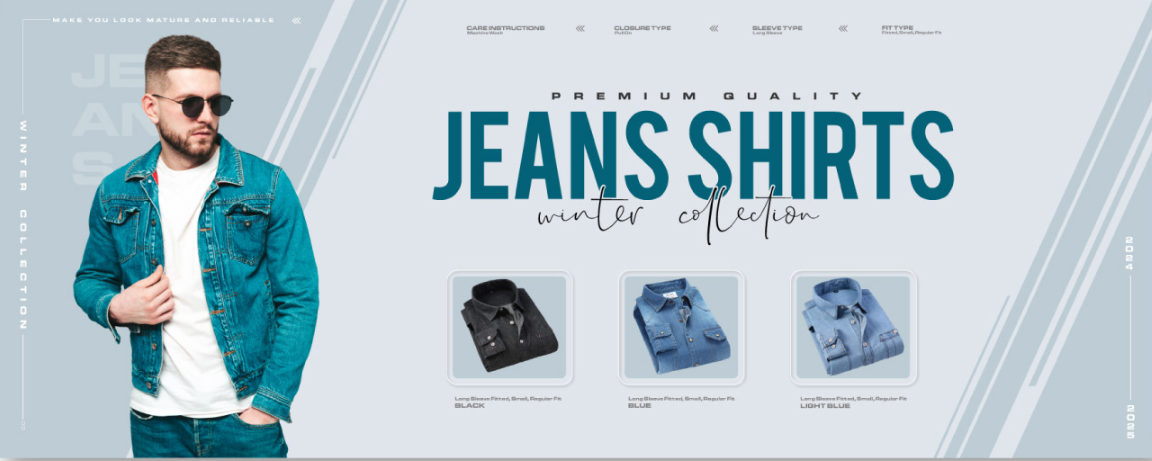 MAKE YOU LOOK MATURE AND RELIABLE
JE
AN
S
WINTER COLLECTION
CARE INSTRUCTIONS
Machine Wash
CLOSURE TYPE
PullOn
SLEEVE TYPE
Long Sleeve
FIT TYPE
Fitted, Small, Regular Fit
PREMIUM QUALITY
JEANS SHIRTS
winter collection
Long Sleeve Fitted, Small, Regular Fit
BLACK
Long Sleeve Fitted, Small, Regular Fit
BLUE
Long Sleeve Fitted, Small, Regular Fit
LIGHT BLUE
2024
2025